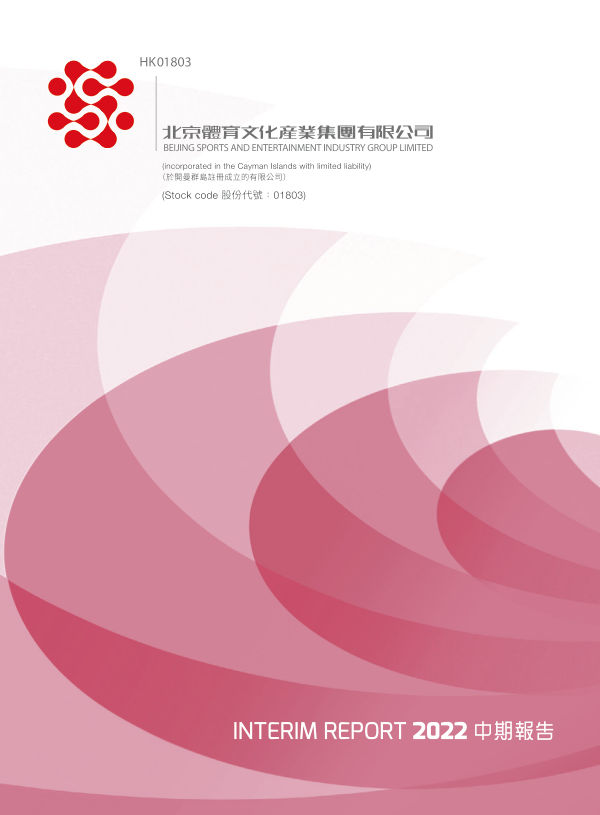 HK01803
北京體育文化產業集團有限公司
BEIJING SPORTS AND ENTERTAINMENT INDUSTRY GROUP LIMITED
(incorporated in the Cayman Islands with limited liability)
(於開曼群島註冊成立的有限公司)
(Stock code 股份代號：01803)
INTERIM REPORT 2022 中期報告